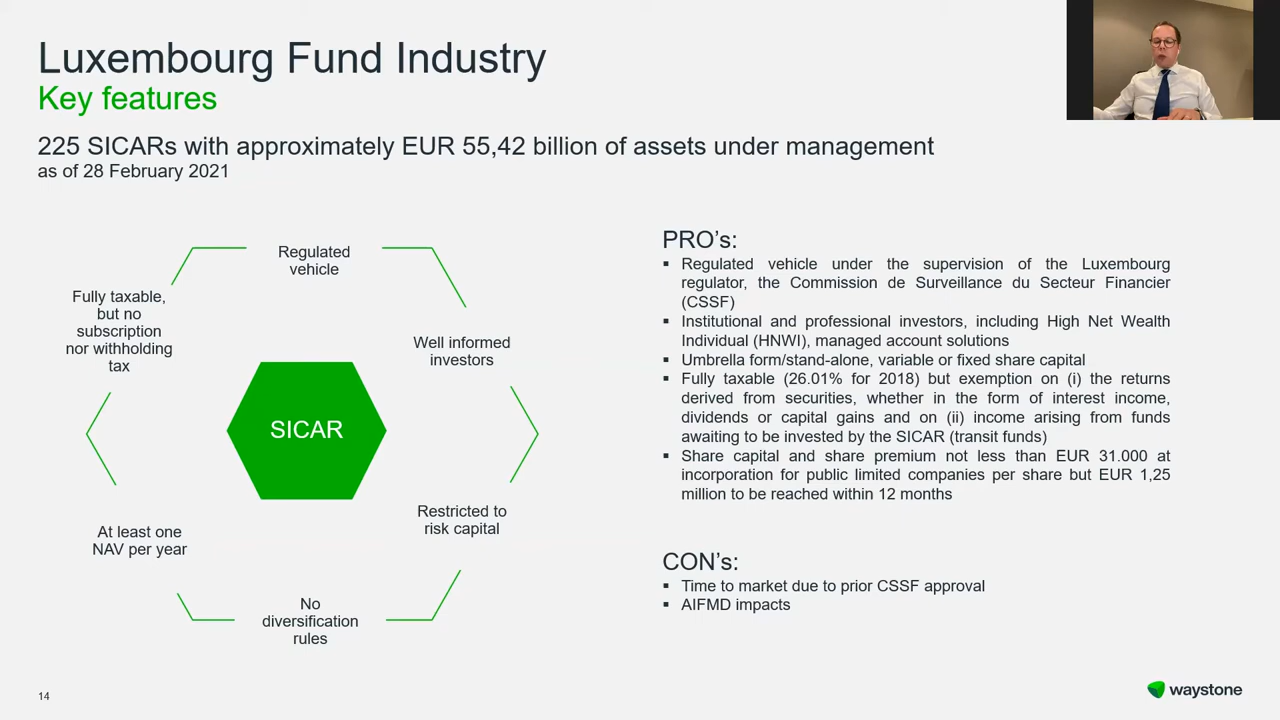 Luxembourg Fund Industry
Key features
225 SICARs with approximately EUR 55,42 billion of assets under management
as of 28 February 2021
Regulated
vehicle
Fully taxable,
but no
subscription
nor withholding
tax
Well informed
investors
SICAR
Restricted to
risk capital
At least one
NAV per year
No
diversification
rules
PRO’s:
▪ Regulated vehicle under the supervision of the Luxembourg
regulator, the Commission de Surveillance du Secteur Financier
(CSSF)
▪ Institutional and professional investors, including High Net Wealth
Individual (HNWI), managed account solutions
▪ Umbrella form/stand-alone, variable or fixed share capital
▪ Fully taxable (26.01% for 2018) but exemption on (i) the returns
derived from securities, whether in the form of interest income,
dividends or capital gains and on (ii) income arising from funds
awaiting to be invested by the SICAR (transit funds)
▪ Share capital and share premium not less than EUR 31.000 at
incorporation for public limited companies per share but EUR 1,25
million to be reached within 12 months
CON’s:
▪ Time to market due to prior CSSF approval
▪ AIFMD impacts
14
waystone